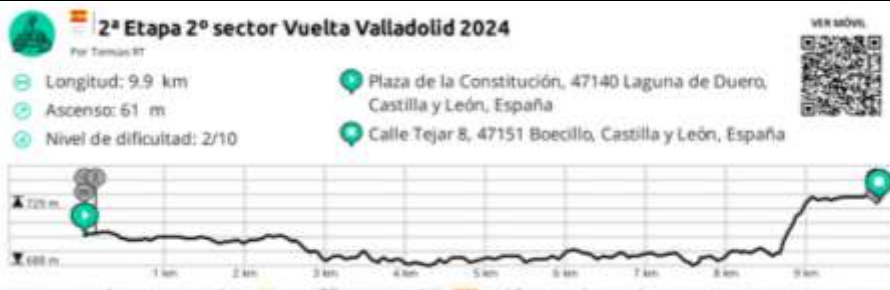 2ª Etapa 2º sector Vuelta Valladolid 2024
Por Tomsias RT
VER MÓVIL
Longitud: 9.9 km
Ascenso: 61 m
Nivel de dificultad: 2/10
Plaza de la Constitución, 47140 Laguna de Duero,
Castilla y León, España
Calle Tejar 8, 47151 Boecillo, Castilla y León, España
729 m
688 m
1 km 2 km 3 km 4 km 5 km 6 km 7 km 8 km 9 km